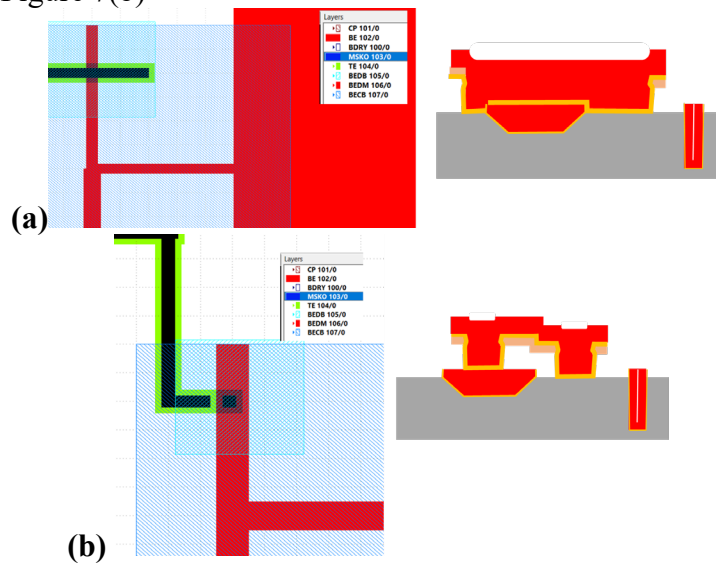 Layers
CP 101/0
BE 102/0
BDRY 100/0
MSKO 103/0
TE 104/0
BEDB 105/0
BEDM 106/0
BECB 107/0
(a)
Layers
CP 101/0
BE 102/0
BDRY 100/0
MSKO 103/0
TE 104/0
BEDB 105/0
BEDM 106/0
BECB 107/0
(b)